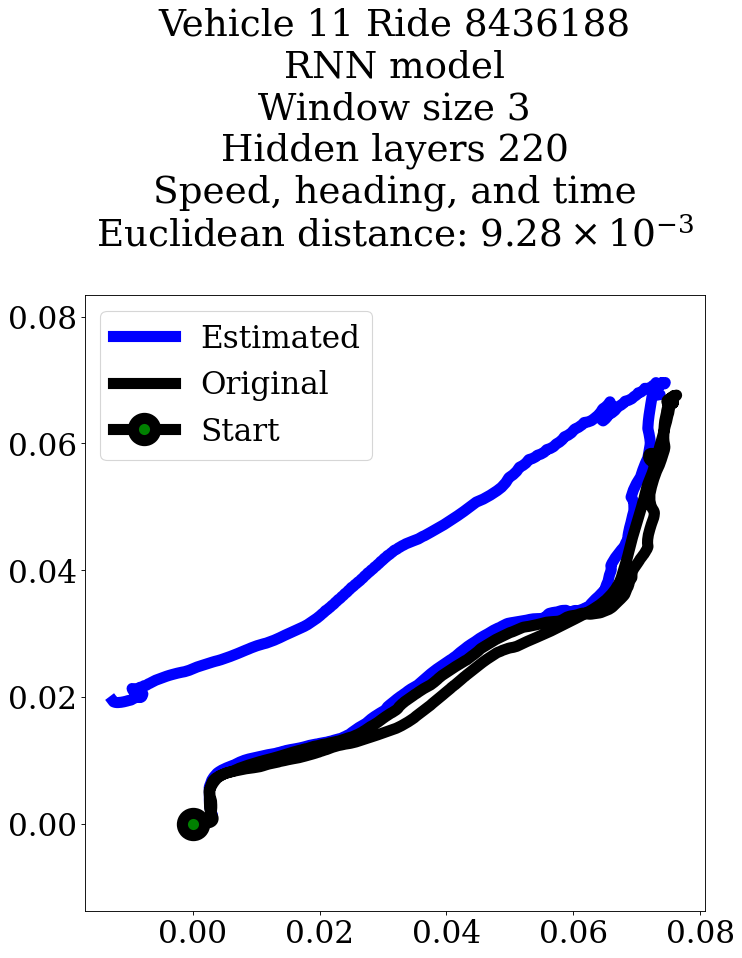 Vehicle 11 Ride 8436188
RNN model
Window size 3
Hidden layers 220
Speed, heading, and time
Euclidean distance: 9.28 × 10⁻³
Estimated
Original
Start
0.08
0.06
0.04
0.02
0.00
0.00 0.02 0.04 0.06 0.08